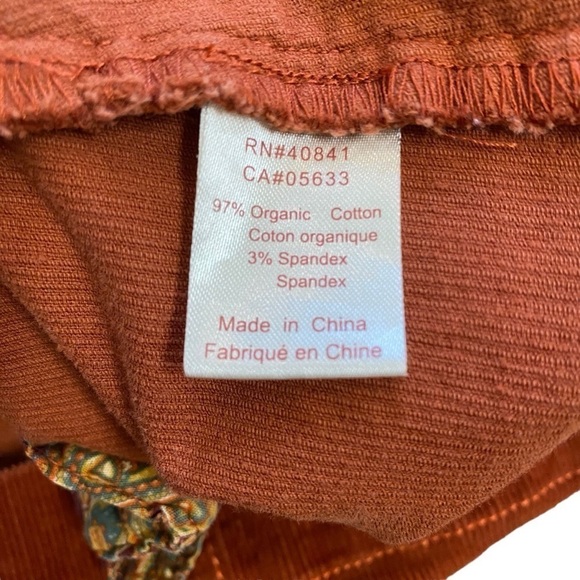 RN#40841
CA#05633
97% Organic Cotton
Coton organique
3% Spandex
Spandex
Made in China
Fabriqué en Chine